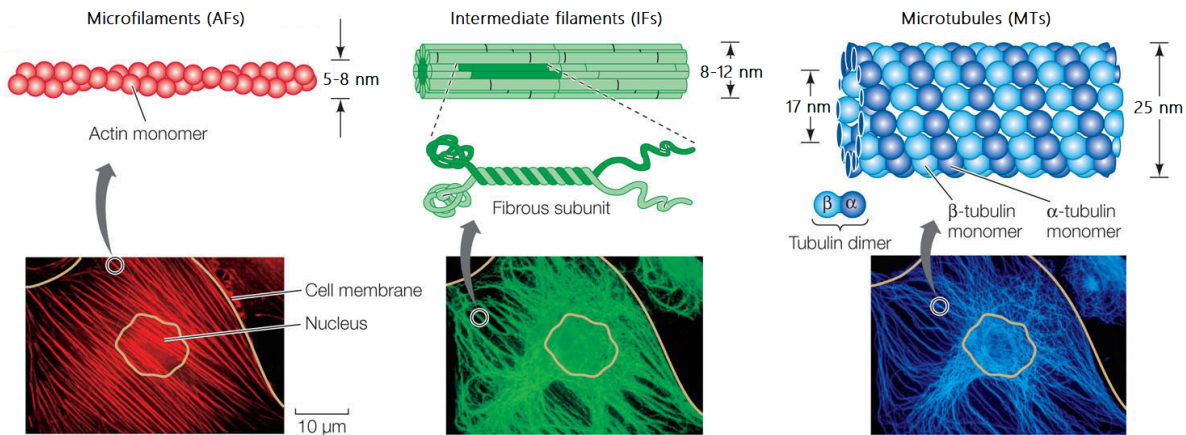 Microfilaments (AFs)
5-8 nm
Actin monomer
Cell membrane
Nucleus
10 µm
Intermediate filaments (IFs)
8-12 nm
Fibrous subunit
Microtubules (MTs)
17 nm
25 nm
β α
Tubulin dimer
β-tubulin
monomer
α-tubulin
monomer